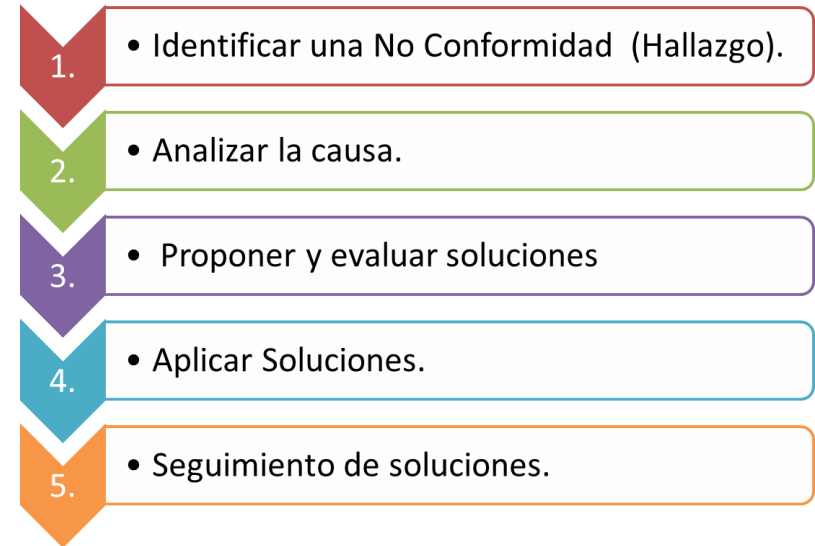 1. • Identificar una No Conformidad  (Hallazgo).
2. • Analizar la causa.
3. •  Proponer y evaluar soluciones
4. • Aplicar Soluciones.
5. • Seguimiento de soluciones.